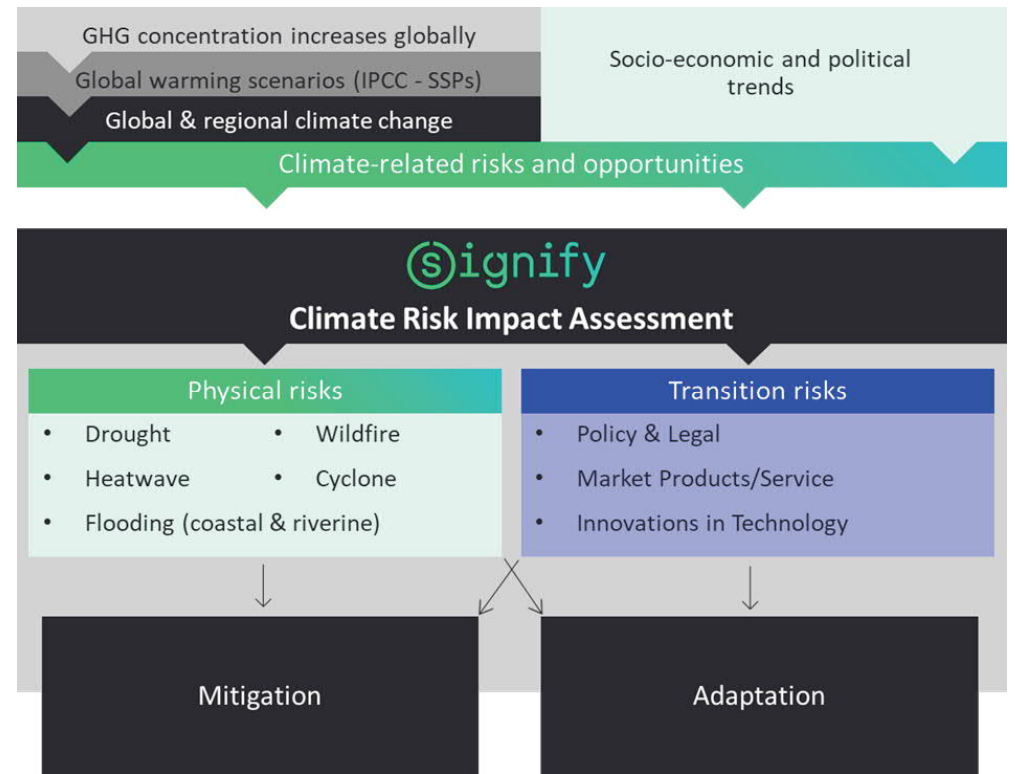 GHG concentration increases globally
Global warming scenarios (IPCC - SSPs)
Global & regional climate change
Socio-economic and political
trends
Climate-related risks and opportunities
signify
Climate Risk Impact Assessment
Physical risks
• Drought
• Wildfire
• Heatwave
• Cyclone
• Flooding (coastal & riverine)
Transition risks
• Policy & Legal
• Market Products/Service
• Innovations in Technology
Mitigation
Adaptation